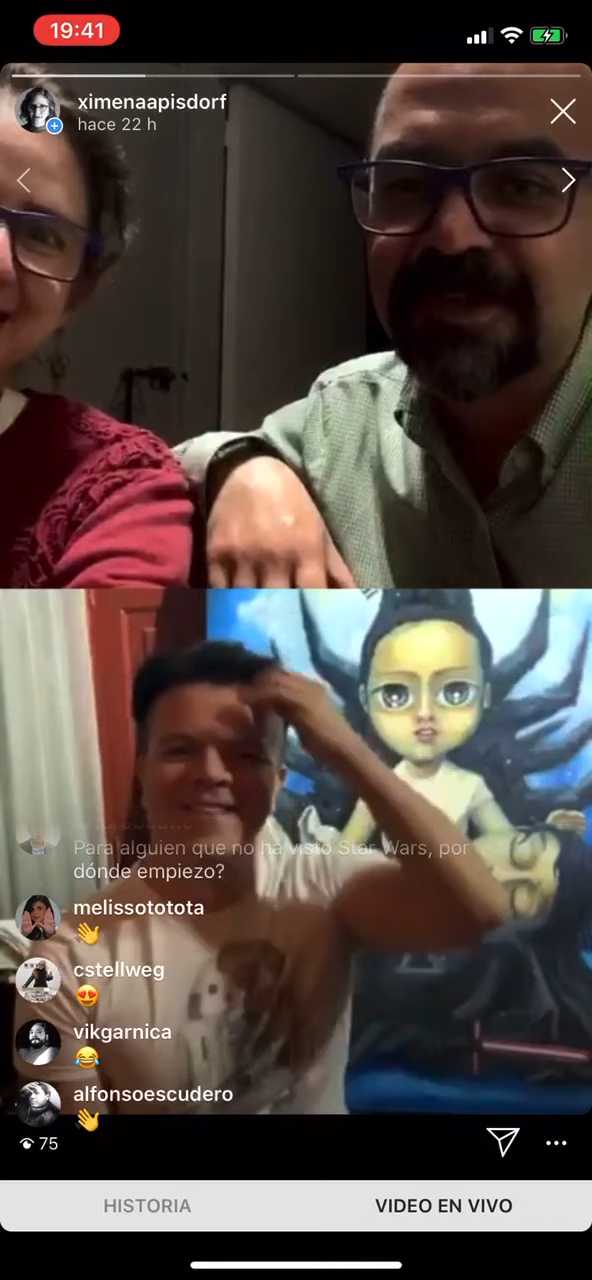 19:41
ximenaapisdorf
hace 22 h
Para alguien que no ha visto Star Wars, por
dónde empiezo?
melissototota
👋
cstellweg
😍
vikgarnica
😂
alfonsoescudero
👋
75
HISTORIA
VIDEO EN VIVO